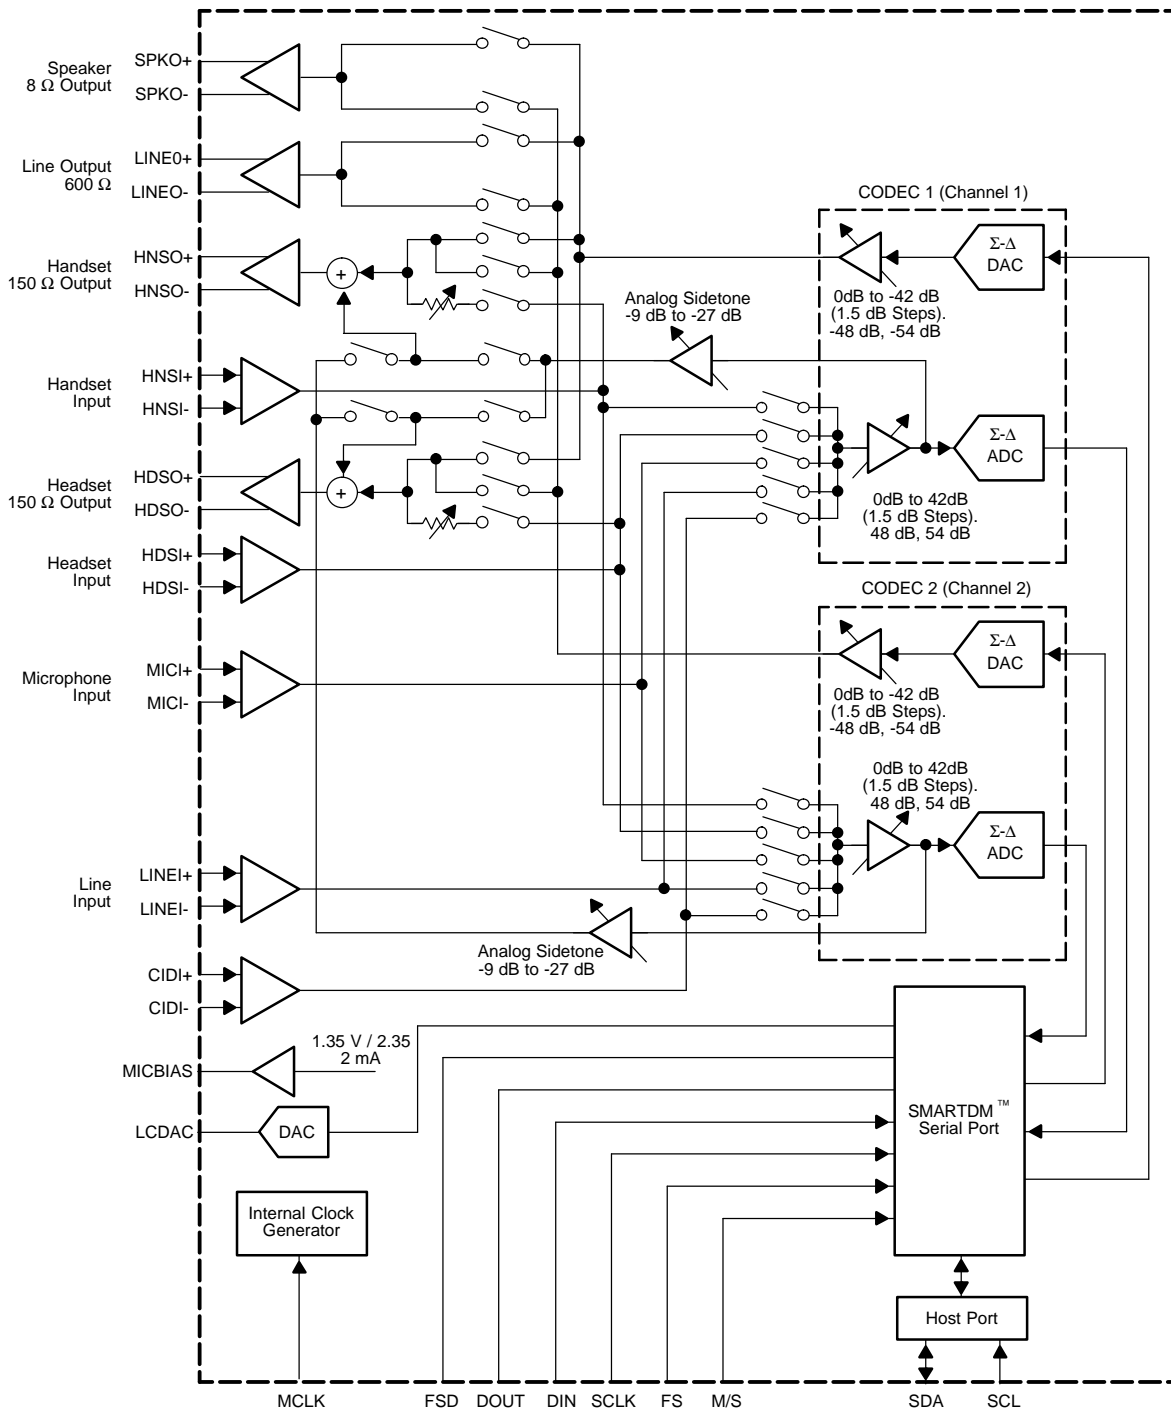 Speaker
8 Ω Output
SPKO+
SPKO-
Line Output
600 Ω
LINE0+
LINEO-
Handset
150 Ω Output
HNSO+
HNSO-
+
Handset
Input
HNSI+
HNSI-
Headset
150 Ω Output
HDSO+
HDSO-
+
Headset
Input
HDSI+
HDSI-
Microphone
Input
MICI+
MICI-
Line
Input
LINEI+
LINEI-
CIDI+
CIDI-
MICBIAS
1.35 V / 2.35
2 mA
LCDAC
DAC
Internal Clock
Generator
Analog Sidetone
-9 dB to -27 dB
CODEC 1 (Channel 1)
Σ-Δ
DAC
0dB to -42 dB
(1.5 dB Steps).
-48 dB, -54 dB
Σ-Δ
ADC
0dB to 42dB
(1.5 dB Steps).
48 dB, 54 dB
CODEC 2 (Channel 2)
Σ-Δ
DAC
0dB to -42 dB
(1.5 dB Steps).
-48 dB, -54 dB
0dB to 42dB
(1.5 dB Steps).
48 dB, 54 dB
Σ-Δ
ADC
Analog Sidetone
-9 dB to -27 dB
SMARTDM™
Serial Port
Host Port
MCLK
FSD
DOUT
DIN
SCLK
FS
M/S
SDA
SCL